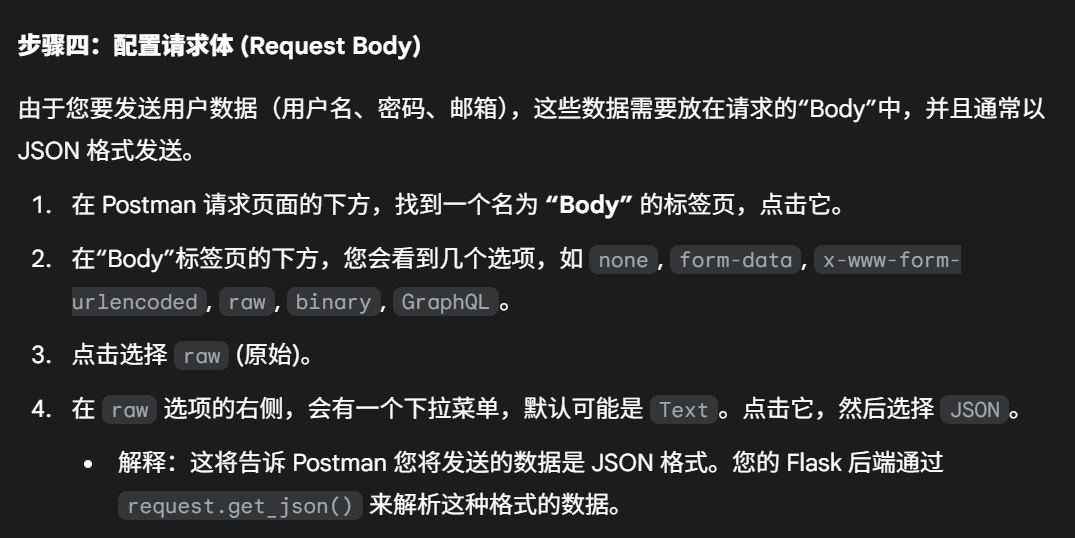 步骤四：配置请求体 (Request Body)
由于您要发送用户数据（用户名、密码、邮箱），这些数据需要放在请求的“Body”中，并且通常以
JSON 格式发送。
1. 在 Postman 请求页面的下方，找到一个名为 “Body” 的标签页，点击它。
2. 在“Body”标签页的下方，您会看到几个选项，如 none, form-data, x-www-form-
urlencoded, raw, binary, GraphQL。
3. 点击选择 raw (原始)。
4. 在 raw 选项的右侧，会有一个下拉菜单，默认可能是 Text。点击它，然后选择 JSON。
• 解释：这将告诉 Postman 您将发送的数据是 JSON 格式。您的 Flask 后端通过
request.get_json() 来解析这种格式的数据。